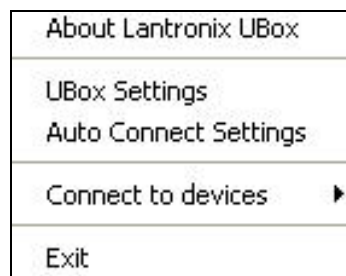 About Lantronix UBox
UBox Settings
Auto Connect Settings
Connect to devices
Exit